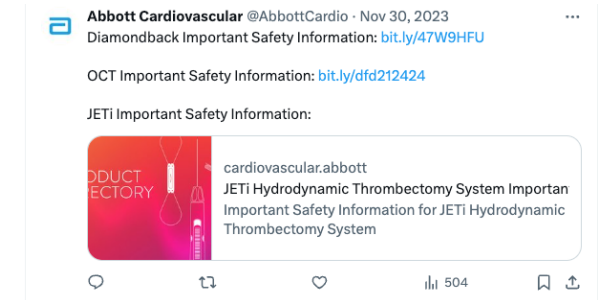 Abbott Cardiovascular @AbbottCardio · Nov 30, 2023
Diamondback Important Safety Information: bit.ly/47W9HFU
OCT Important Safety Information: bit.ly/dfd212424
JETi Important Safety Information:
ODUCT
ECTORY
cardiovascular.abbott
JETi Hydrodynamic Thrombectomy System Importan
Important Safety Information for JETi Hydrodynamic
Thrombectomy System
504